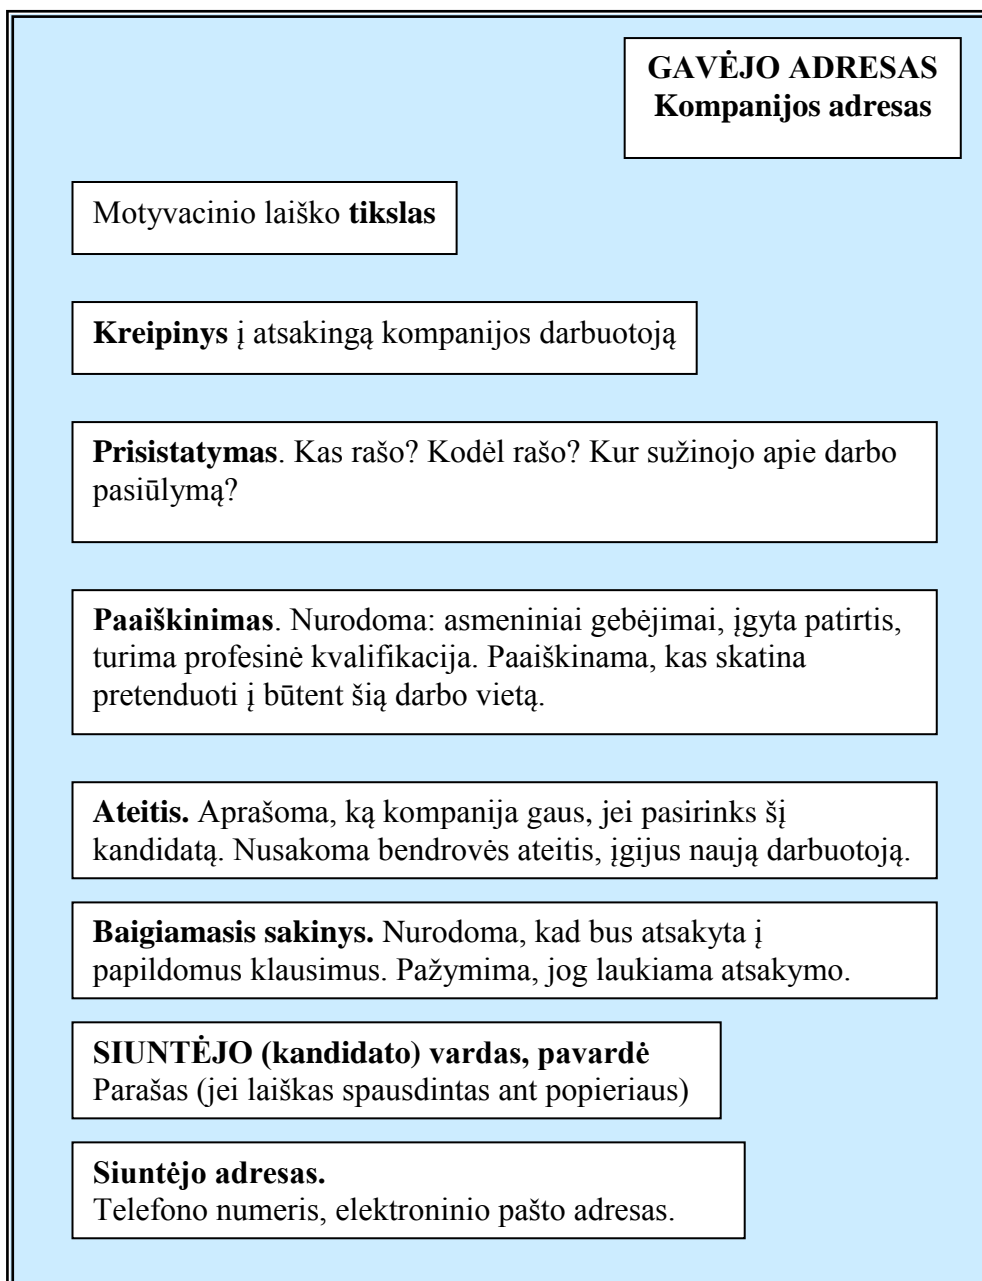 GAVĖJO ADRESAS
Kompanijos adresas
Motyvacinio laiško tikslas
Kreipinys į atsakingą kompanijos darbuotoją
Prisistatymas. Kas rašo? Kodėl rašo? Kur sužinojo apie darbo
pasiūlymą?
Paaiškinimas. Nurodoma: asmeniniai gebėjimai, įgyta patirtis,
turima profesinė kvalifikacija. Paaiškinama, kas skatina
pretenduoti į būtent šią darbo vietą.
Ateitis. Aprašoma, ką kompanija gaus, jei pasirinks šį
kandidatą. Nusakoma bendrovės ateitis, įgijus naują darbuotoją.
Baigiamasis sakinys. Nurodoma, kad bus atsakyta į
papildomus klausimus. Pažymima, jog laukiama atsakymo.
SIUNTĖJO (kandidato) vardas, pavardė
Parašas (jei laiškas spausdintas ant popieriaus)
Siuntėjo adresas.
Telefono numeris, elektroninio pašto adresas.